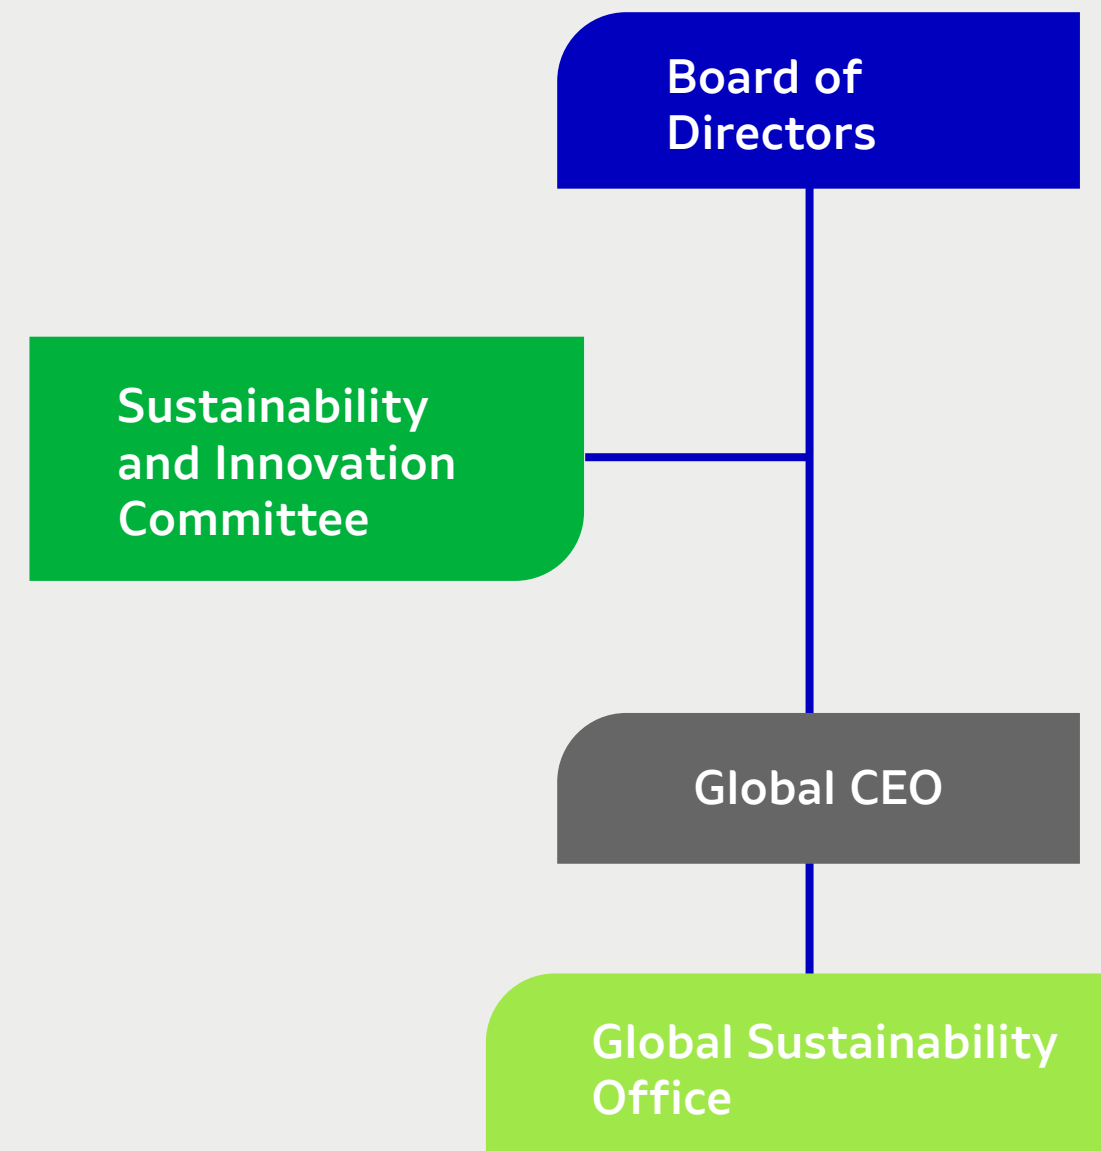 Board of
Directors
Sustainability
and Innovation
Committee
Global CEO
Global Sustainability
Office